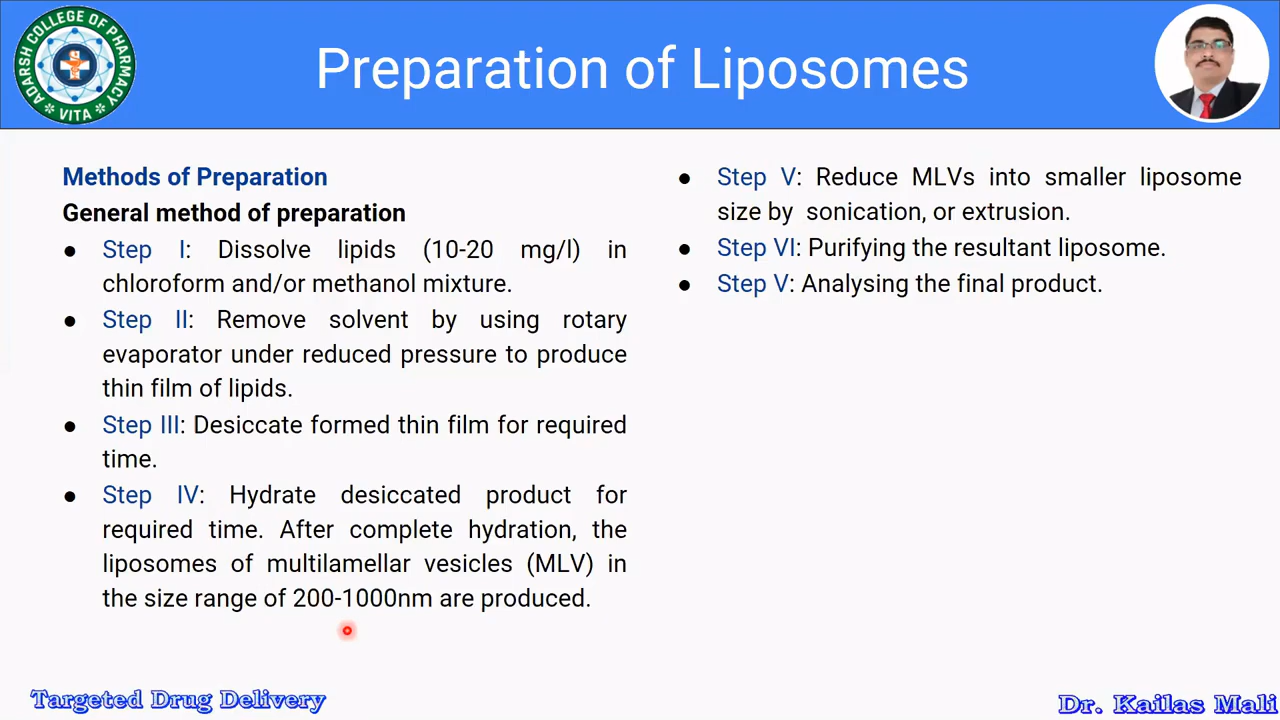 ADARSH COLLEGE OF PHARMACY
VITA
Preparation of Liposomes
Methods of Preparation
General method of preparation
● Step I: Dissolve lipids (10-20 mg/l) in
chloroform and/or methanol mixture.
● Step II: Remove solvent by using rotary
evaporator under reduced pressure to produce
thin film of lipids.
● Step III: Desiccate formed thin film for required
time.
● Step IV: Hydrate desiccated product for
required time. After complete hydration, the
liposomes of multilamellar vesicles (MLV) in
the size range of 200-1000nm are produced.
● Step V: Reduce MLVs into smaller liposome
size by sonication, or extrusion.
● Step VI: Purifying the resultant liposome.
● Step V: Analysing the final product.
Targeted Drug Delivery
Dr. Kailas Mali